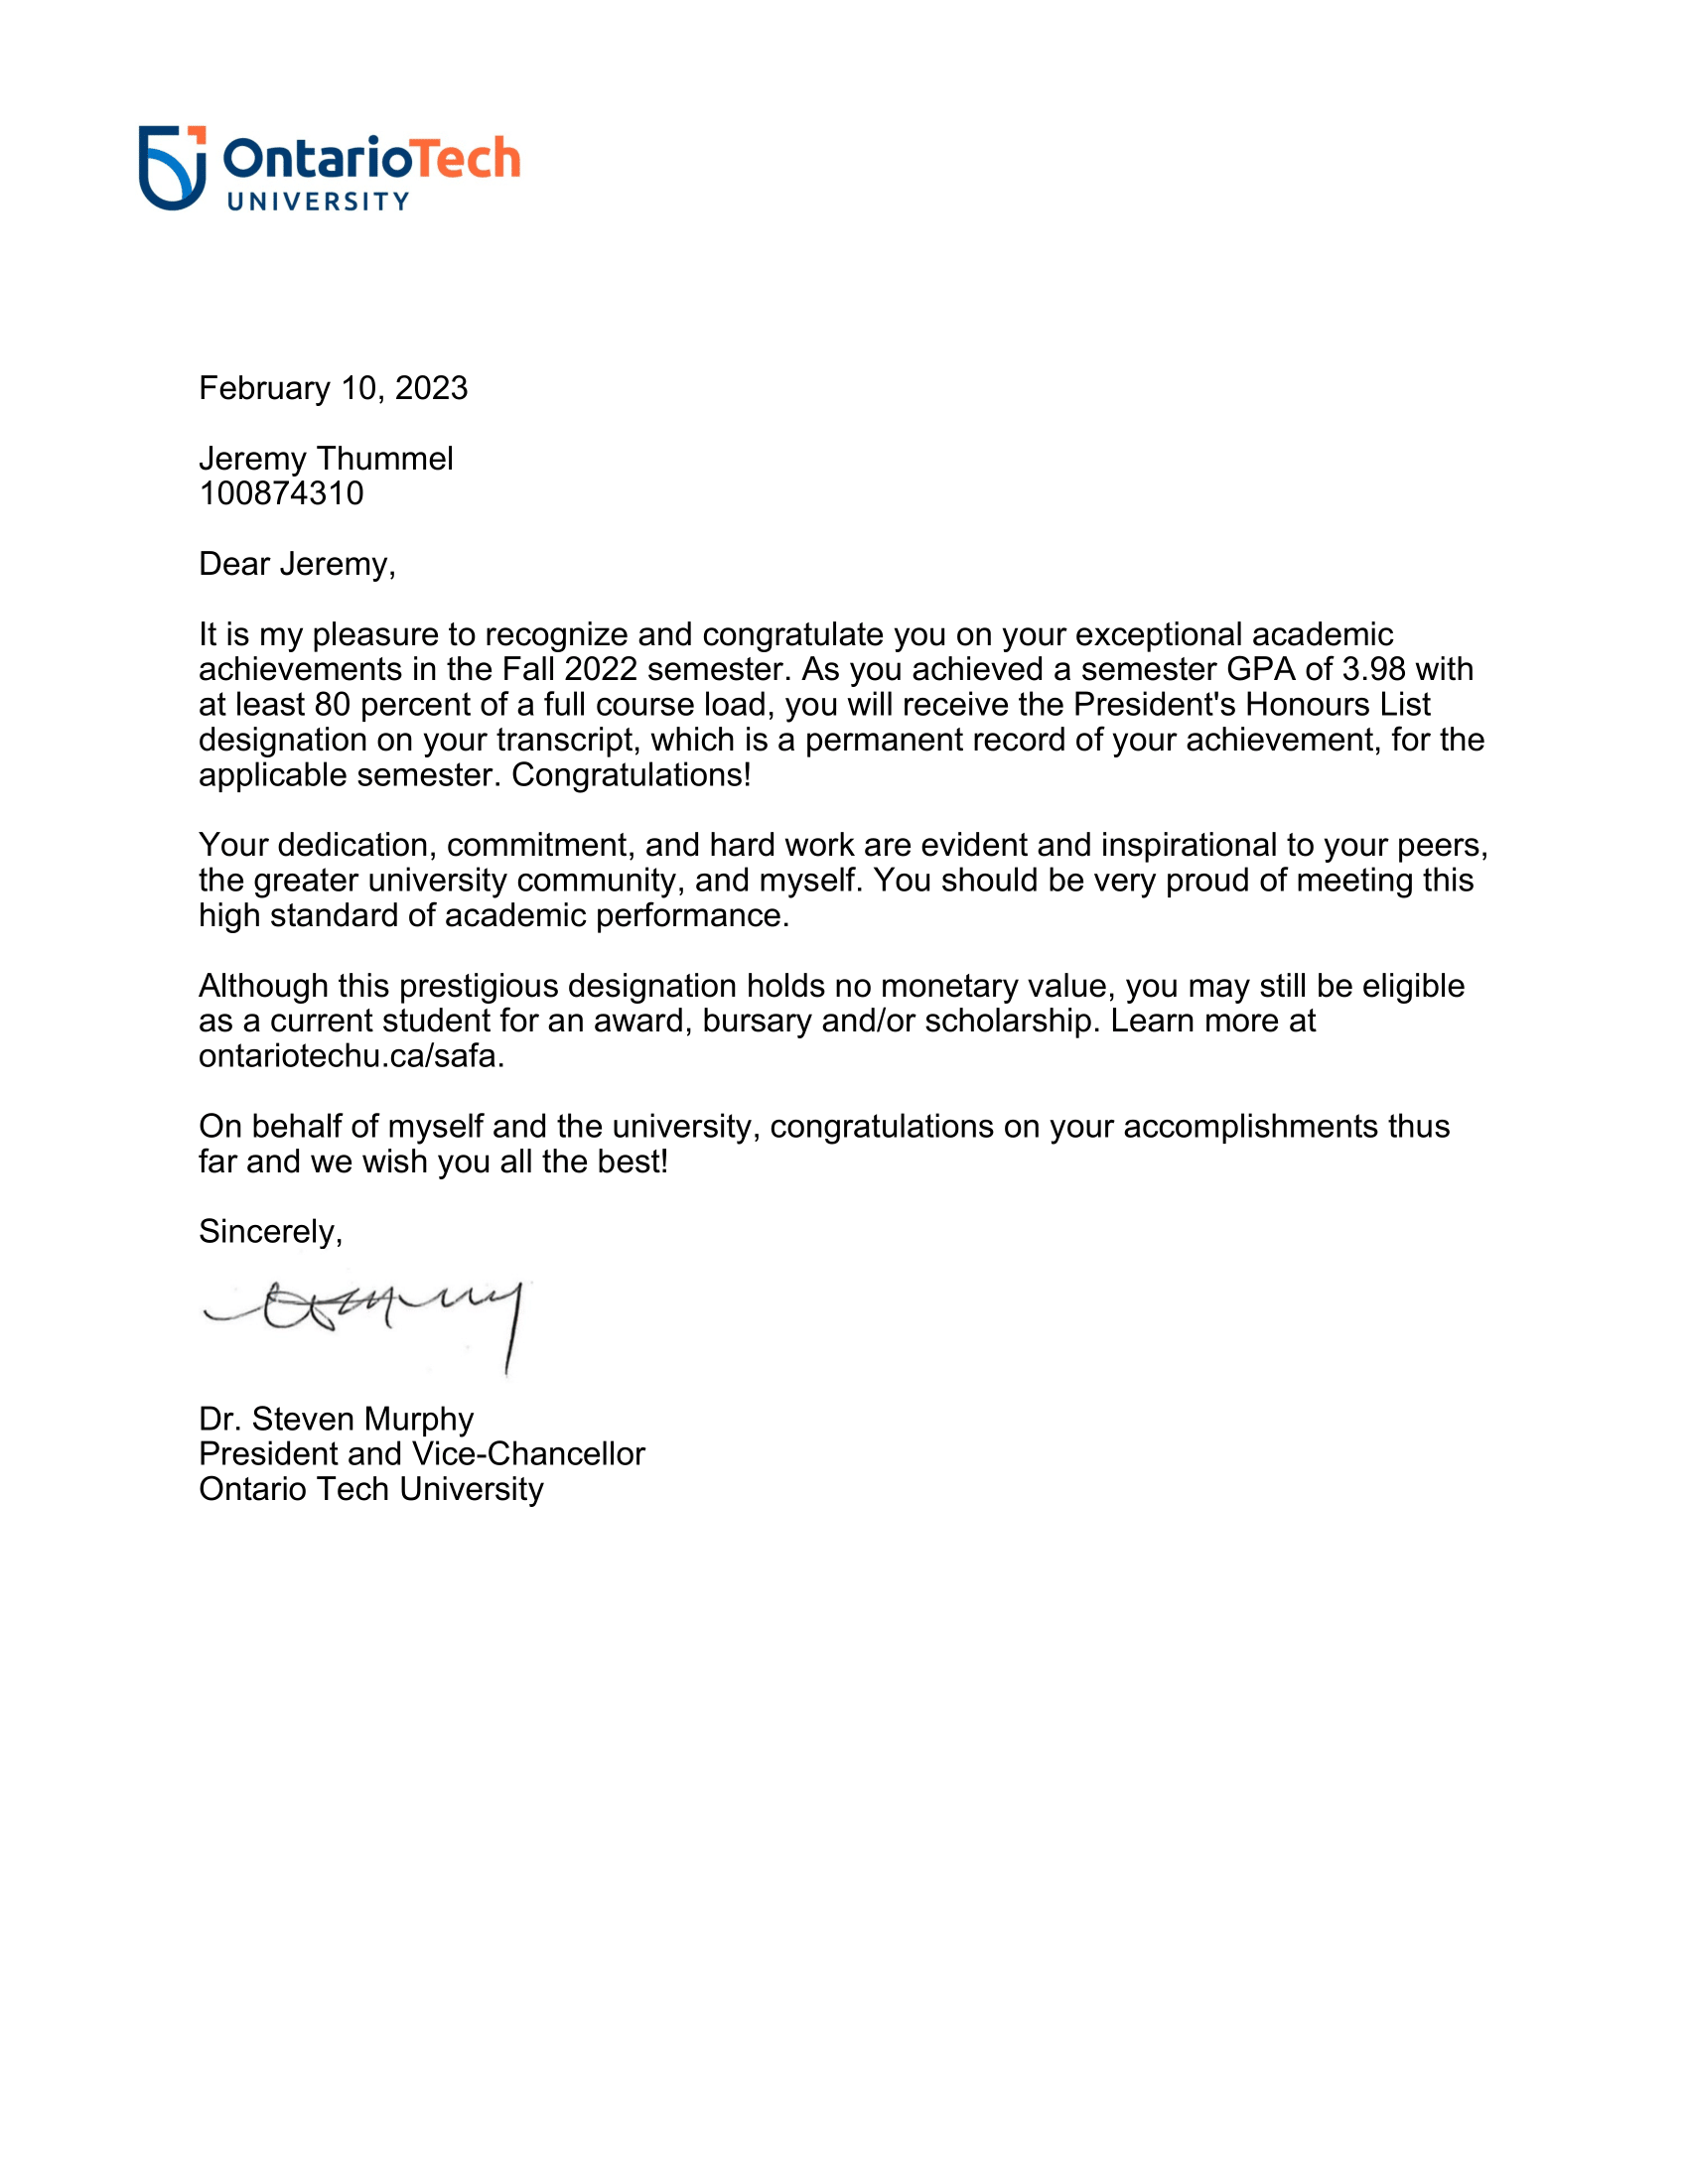 OntarioTech
UNIVERSITY
February 10, 2023
Jeremy Thummel
100874310
Dear Jeremy,
It is my pleasure to recognize and congratulate you on your exceptional academic
achievements in the Fall 2022 semester. As you achieved a semester GPA of 3.98 with
at least 80 percent of a full course load, you will receive the President's Honours List
designation on your transcript, which is a permanent record of your achievement, for the
applicable semester. Congratulations!
Your dedication, commitment, and hard work are evident and inspirational to your peers,
the greater university community, and myself. You should be very proud of meeting this
high standard of academic performance.
Although this prestigious designation holds no monetary value, you may still be eligible
as a current student for an award, bursary and/or scholarship. Learn more at
ontariotechu.ca/safa.
On behalf of myself and the university, congratulations on your accomplishments thus
far and we wish you all the best!
Sincerely,
Dr. Steven Murphy
President and Vice-Chancellor
Ontario Tech University